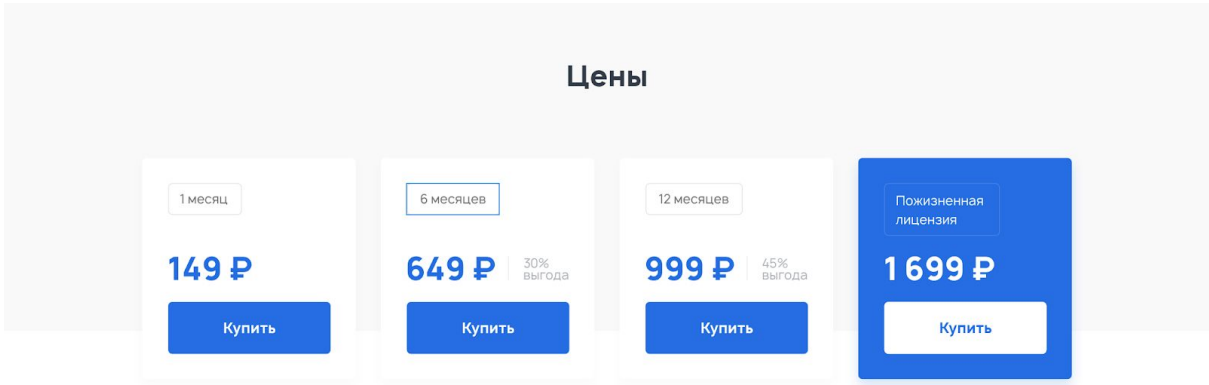 Цены
1 месяц
149 ₽
Купить
6 месяцев
649 ₽
30%
выгода
Купить
12 месяцев
999 ₽
45%
выгода
Купить
Пожизненная
лицензия
1 699 ₽
Купить